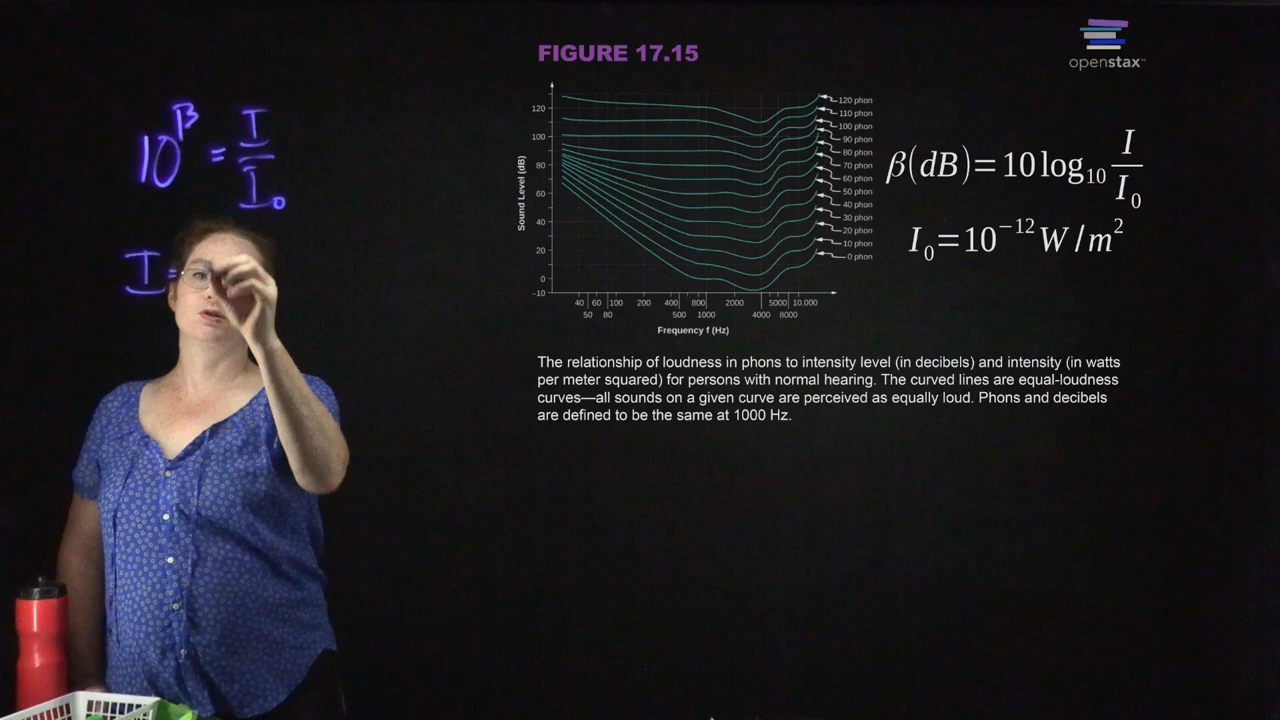 10^β = I/I₀
I =
FIGURE 17.15
openstax™
120 phon
110 phon
100 phon
90 phon
80 phon
70 phon
60 phon
50 phon
40 phon
30 phon
20 phon
10 phon
0 phon
Sound Level (dB)
120
100
80
60
40
20
0
−10
40 60 100 200 400 800 2000 5000 10.000
50 80 500 1000 4000 8000
Frequency f (Hz)
β(dB)=10 log₁₀ I/I₀
I₀=10⁻¹² W/m²
The relationship of loudness in phons to intensity level (in decibels) and intensity (in watts
per meter squared) for persons with normal hearing. The curved lines are equal-loudness
curves—all sounds on a given curve are perceived as equally loud. Phons and decibels
are defined to be the same at 1000 Hz.